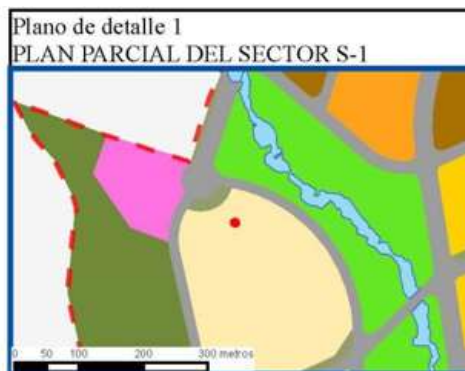 Plano de detalle 1
PLAN PARCIAL DEL SECTOR S-1
0 50 100 200 300 metros